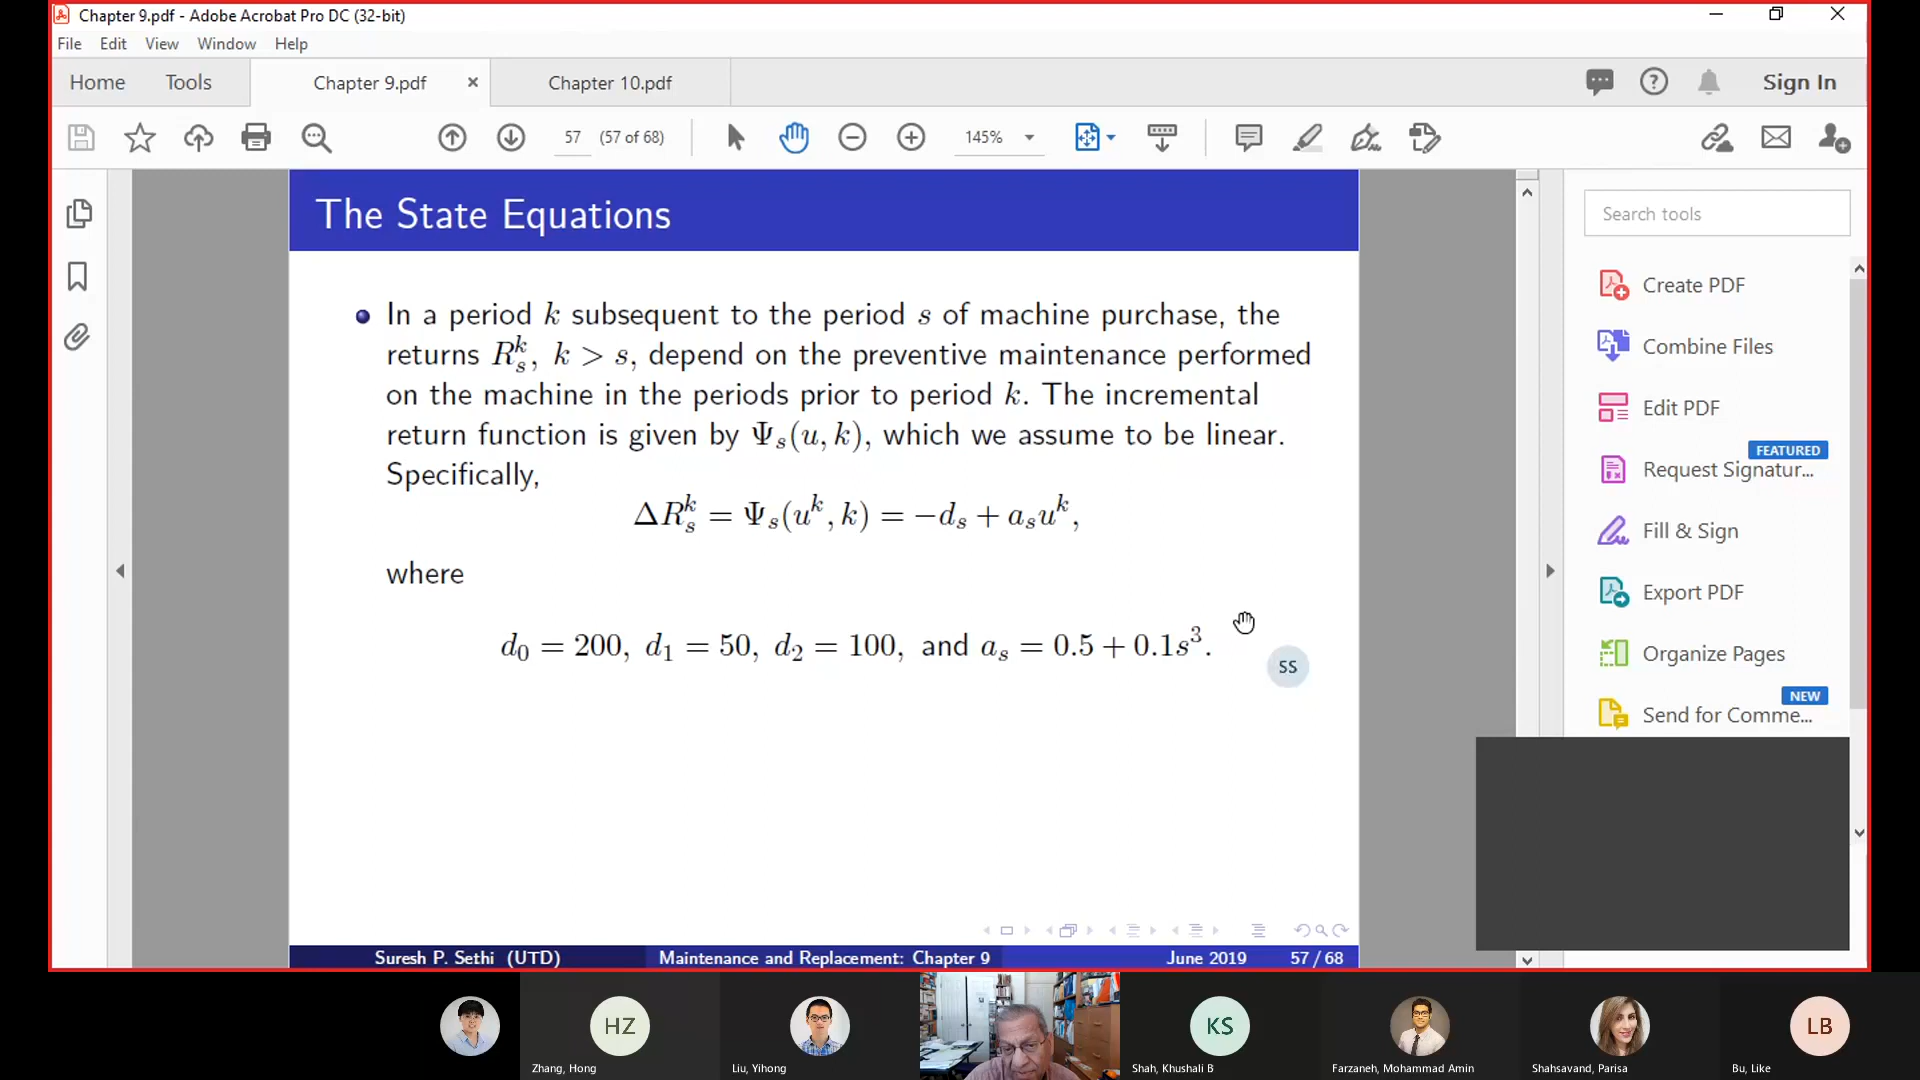 Chapter 9.pdf - Adobe Acrobat Pro DC (32-bit)
File Edit View Window Help
Home Tools Chapter 9.pdf × Chapter 10.pdf Sign In
57 (57 of 68) 145%
The State Equations
In a period k subsequent to the period s of machine purchase, the
returns R_s^k, k > s, depend on the preventive maintenance performed
on the machine in the periods prior to period k. The incremental
return function is given by Ψ_s(u, k), which we assume to be linear.
Specifically,
ΔR_s^k = Ψ_s(u^k, k) = −d_s + a_s u^k,
where
d_0 = 200, d_1 = 50, d_2 = 100, and a_s = 0.5 + 0.1s^3.
SS
Suresh P. Sethi (UTD) Maintenance and Replacement: Chapter 9 June 2019 57 / 68
Search tools
Create PDF
Combine Files
Edit PDF
FEATURED
Request Signatur...
Fill & Sign
Export PDF
Organize Pages
NEW
Send for Comme...
HZ KS LB
Zhang, Hong Liu, Yihong Shah, Khushali B Farzaneh, Mohammad Amin Shahsavand, Parisa Bu, Like